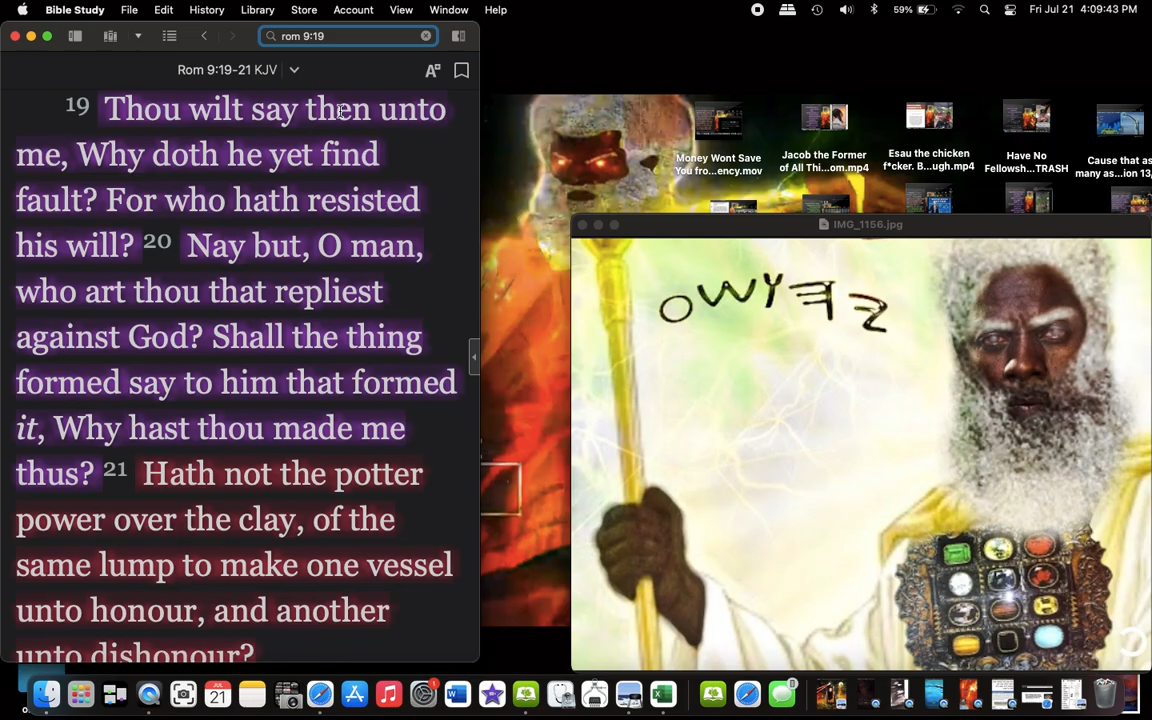 Bible Study File Edit History Library Store Account View Window Help 59% Fri Jul 21 4:09:43 PM
rom 9:19
Rom 9:19-21 KJV
19 Thou wilt say then unto
me, Why doth he yet find
fault? For who hath resisted
his will? 20 Nay but, O man,
who art thou that repliest
against God? Shall the thing
formed say to him that formed
it, Why hast thou made me
thus? 21 Hath not the potter
power over the clay, of the
same lump to make one vessel
unto honour, and another
unto dishonour?
Money Wont Save
You fro...ency.mov
Jacob the Former
of All Thi...om.mp4
Esau the chicken
f*cker. B...ugh.mp4
Have No
Fellowsh...TRASH
Cause that as
many as...ion 13/
IMG_1156.jpg
JUL
21